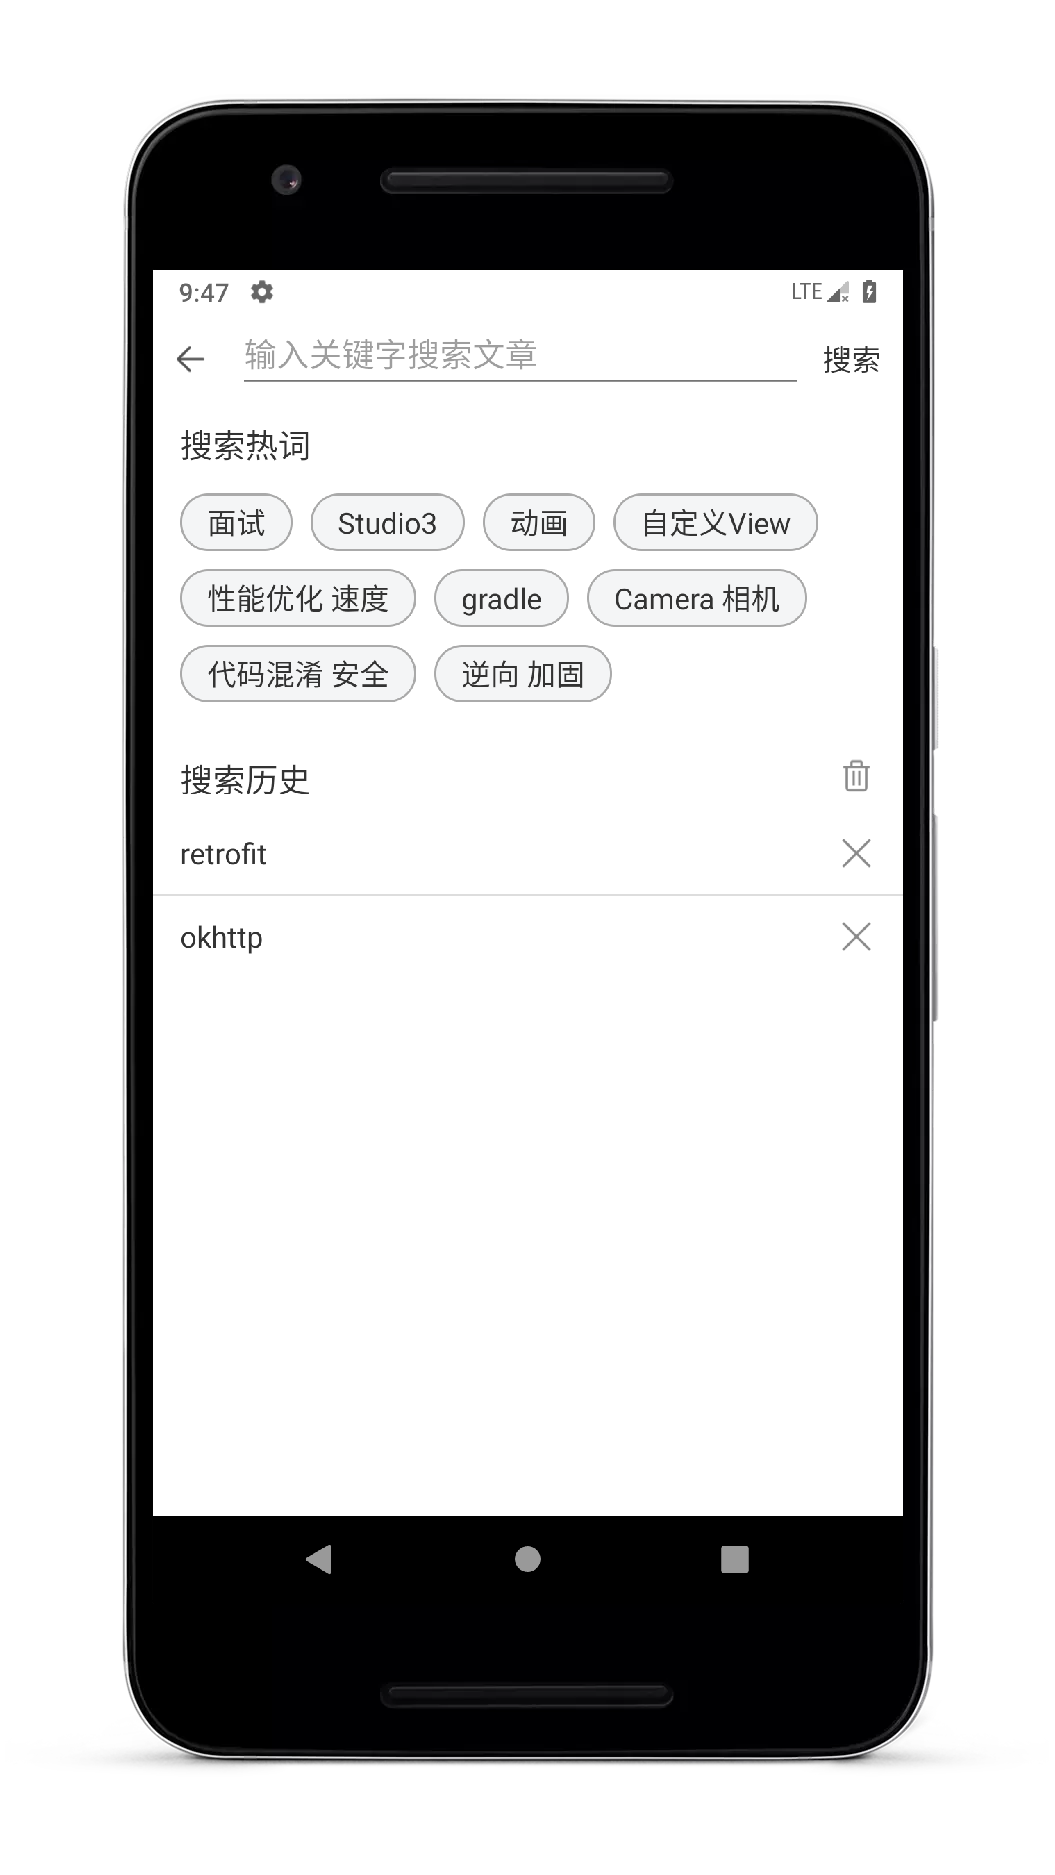 9:47 LTE
输入关键字搜索文章 搜索
搜索热词
面试 Studio3 动画 自定义View
性能优化 速度 gradle Camera 相机
代码混淆 安全 逆向 加固
搜索历史
retrofit
okhttp